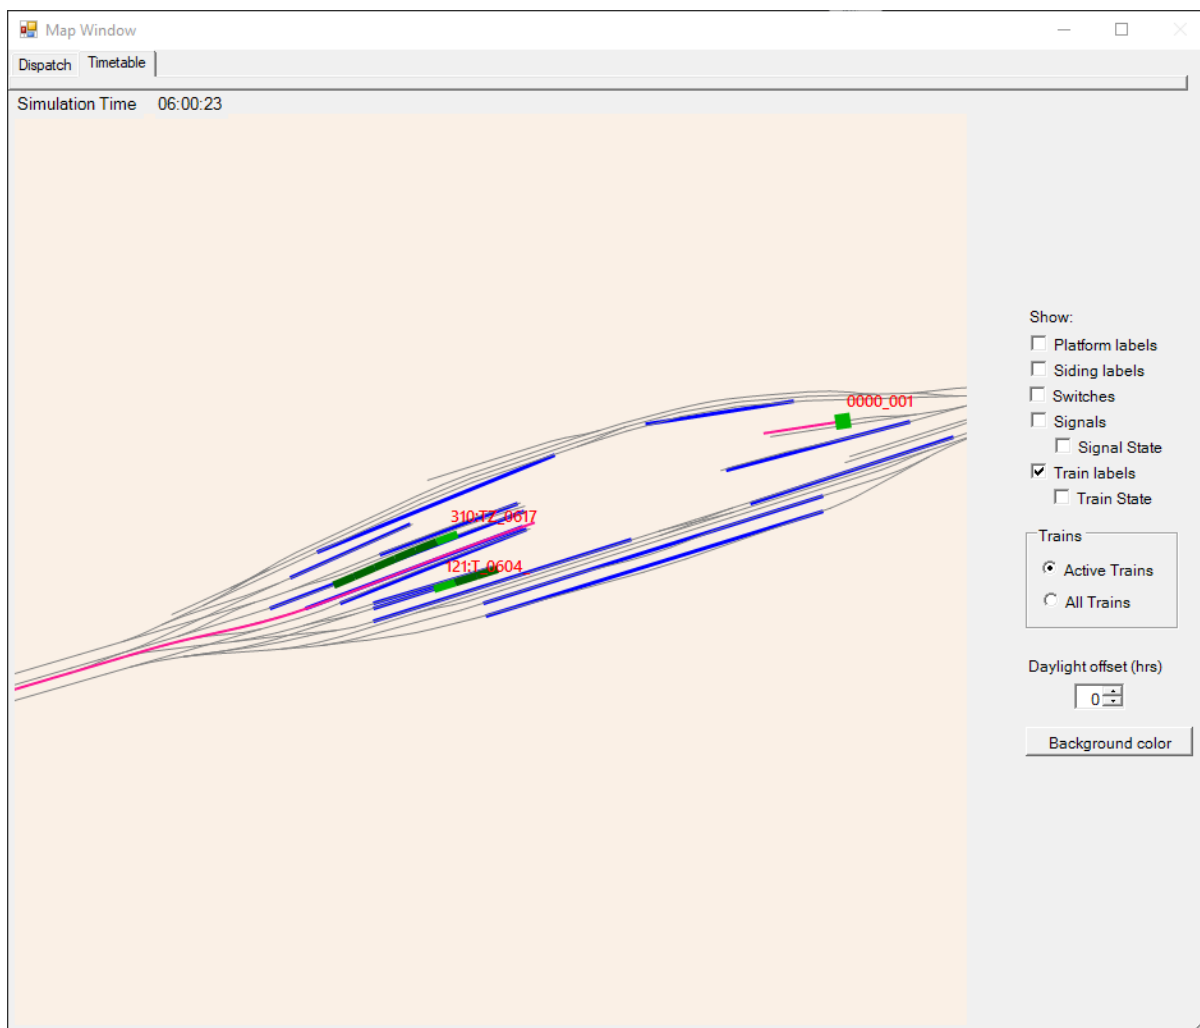 Map Window
Dispatch Timetable
Simulation Time 06:00:23
0000_001
310:TZ_0617
121:T_0604
Show:
Platform labels
Siding labels
Switches
Signals
Signal State
Train labels
Train State
Trains
Active Trains
All Trains
Daylight offset (hrs)
0
Background color